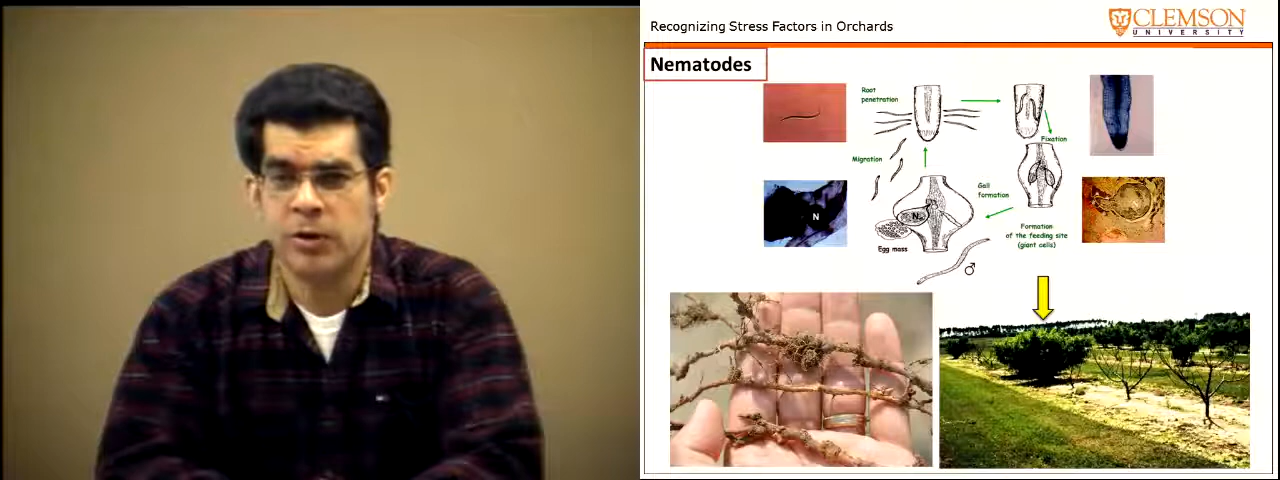 Recognizing Stress Factors in Orchards
CLEMSON
UNIVERSITY
Nematodes
Root
penetration
Fixation
Migration
Gall
formation
N
N
Egg mass
Formation
of the feeding site
(giant cells)
♂